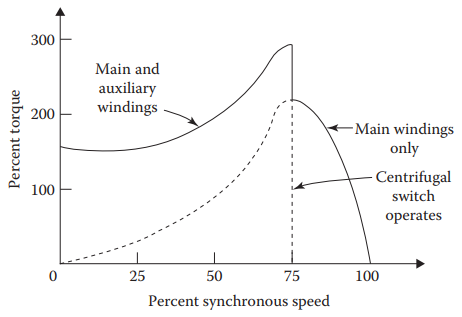 300
Main and
auxiliary
windings
200
Main windings
only
Percent torque
Centrifugal
switch
operates
100
0
25
50
75
100
Percent synchronous speed